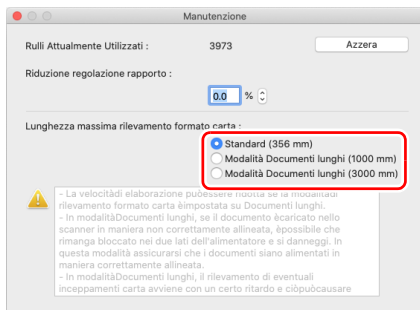 Manutenzione
Rulli Attualmente Utilizzati : 3973 Azzera
Riduzione regolazione rapporto :
0.0 %
Lunghezza massima rilevamento formato carta :
Standard (356 mm)
Modalità Documenti lunghi (1000 mm)
Modalità Documenti lunghi (3000 mm)
- La velocitàdi elaborazione puòessere ridotta se la modalitàdi
rilevamento formato carta èimpostata su Documenti lunghi.
- In modalitàDocumenti lunghi, se il documento ècaricato nello
scanner in maniera non correttamente allineata, èpossibile che
rimanga bloccato nei due lati dell'alimentatore e si danneggi. In
questa modalità assicurarsi che i documenti siano alimentati in
maniera correttamente allineata.
- In modalitàDocumenti lunghi, il rilevamento di eventuali
inceppamenti carta avviene con un certo ritardo e ciòpuòcausare